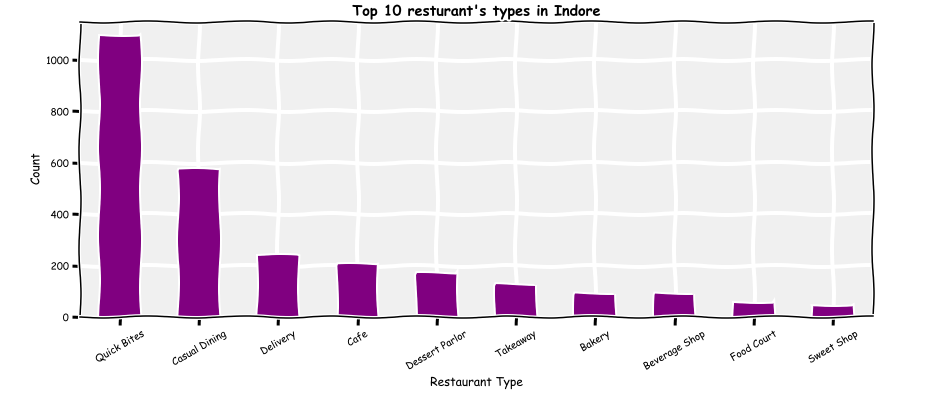 Top 10 resturant's types in Indore
Count
1000
800
600
400
200
0
Quick Bites
Casual Dining
Delivery
Cafe
Dessert Parlor
Takeaway
Bakery
Beverage Shop
Food Court
Sweet Shop
Restaurant Type